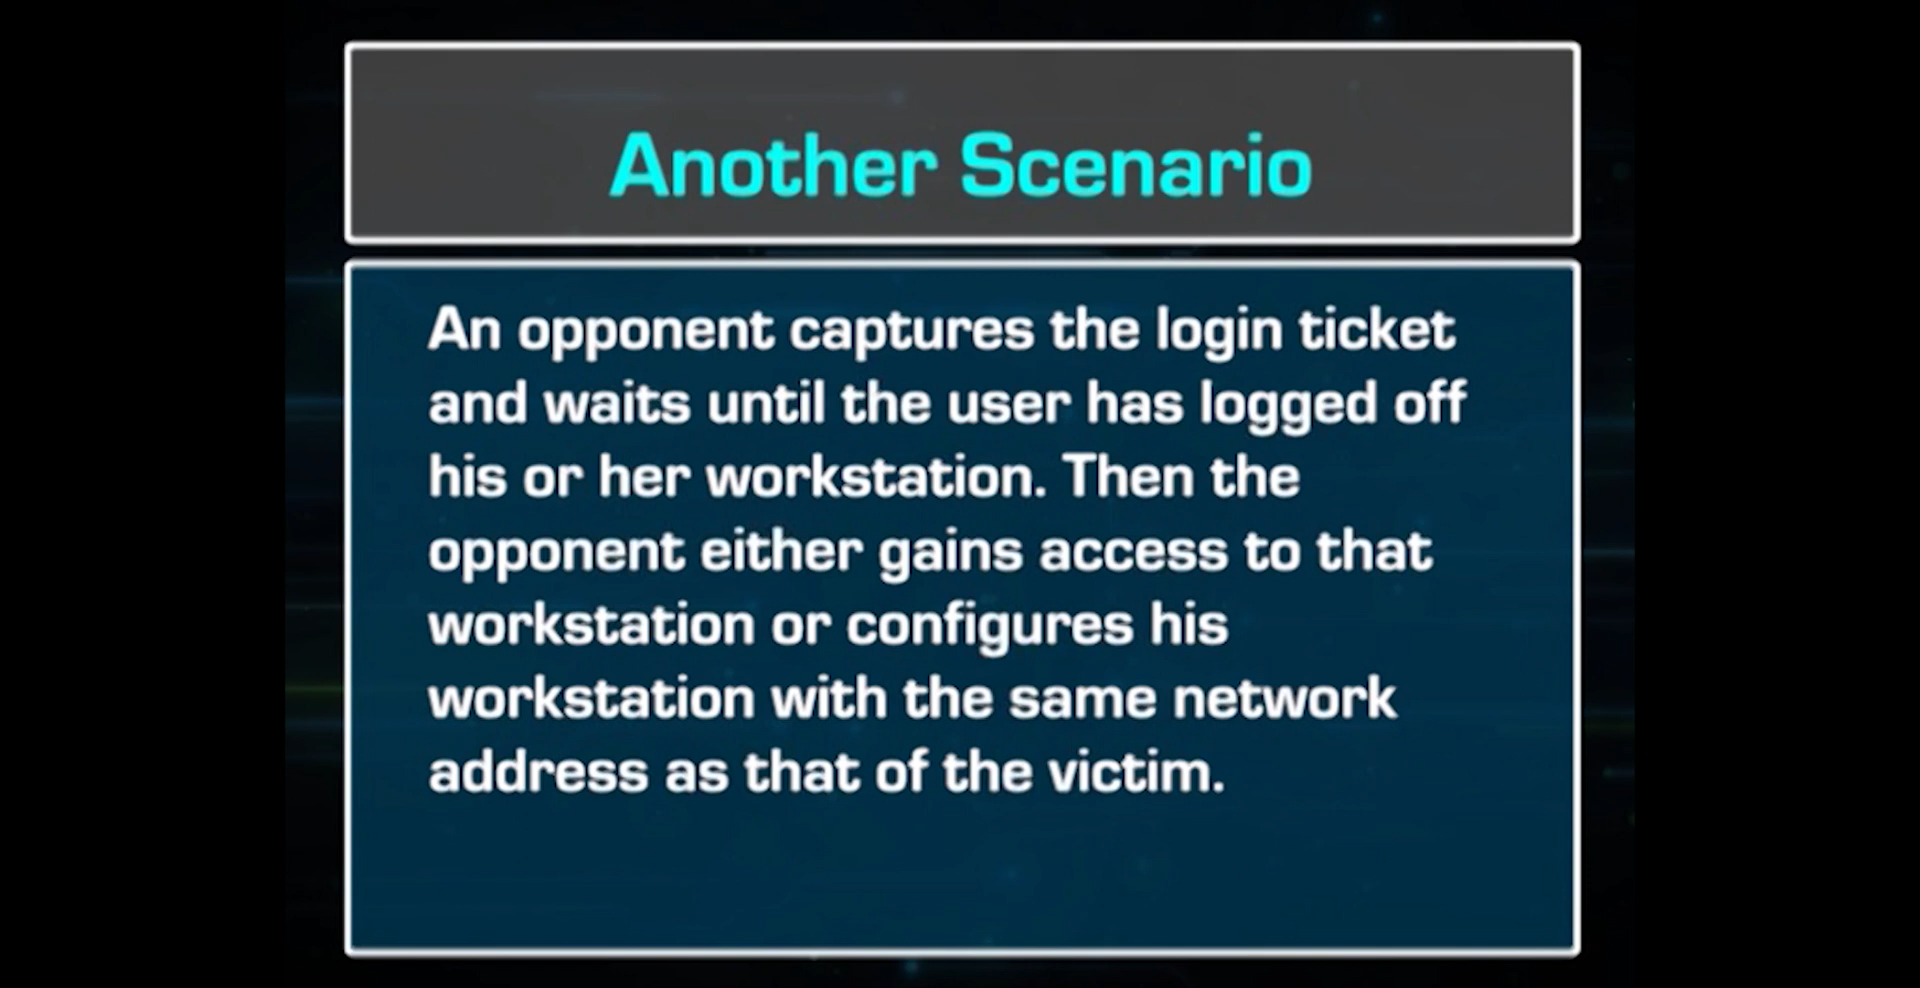 Another Scenario
An opponent captures the login ticket
and waits until the user has logged off
his or her workstation. Then the
opponent either gains access to that
workstation or configures his
workstation with the same network
address as that of the victim.